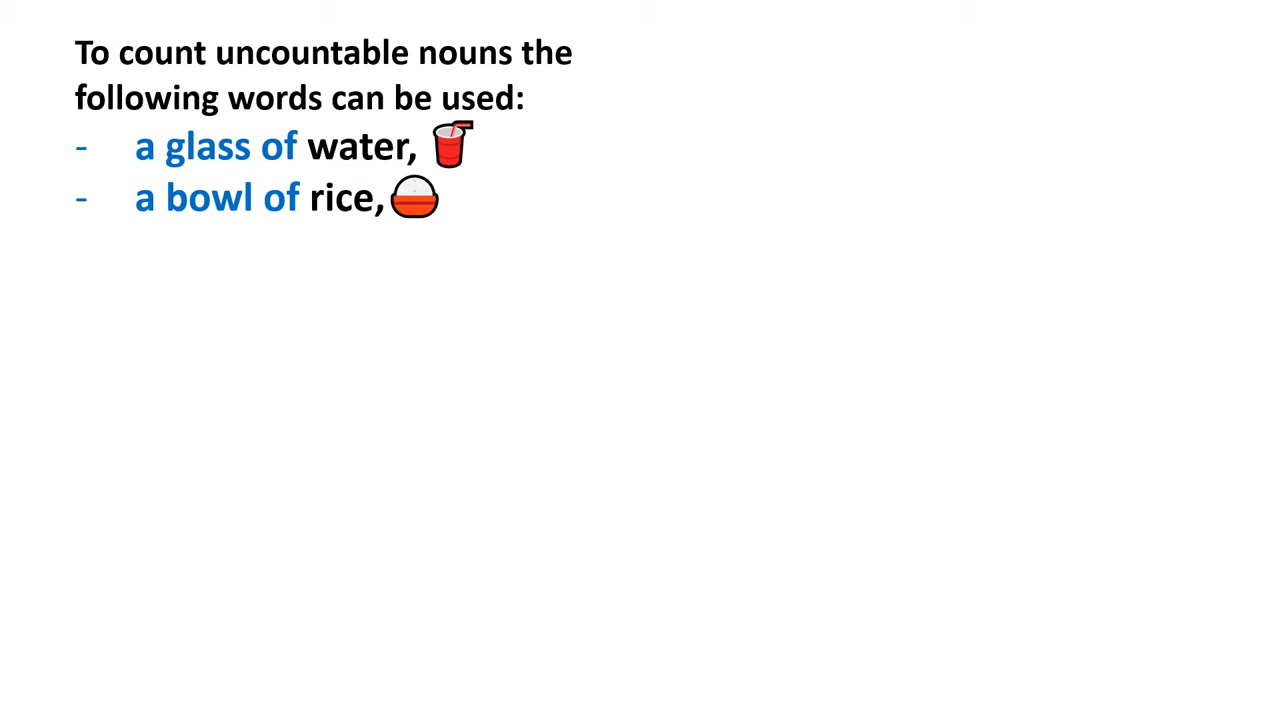 To count uncountable nouns the
following words can be used:
- a glass of water,
- a bowl of rice,